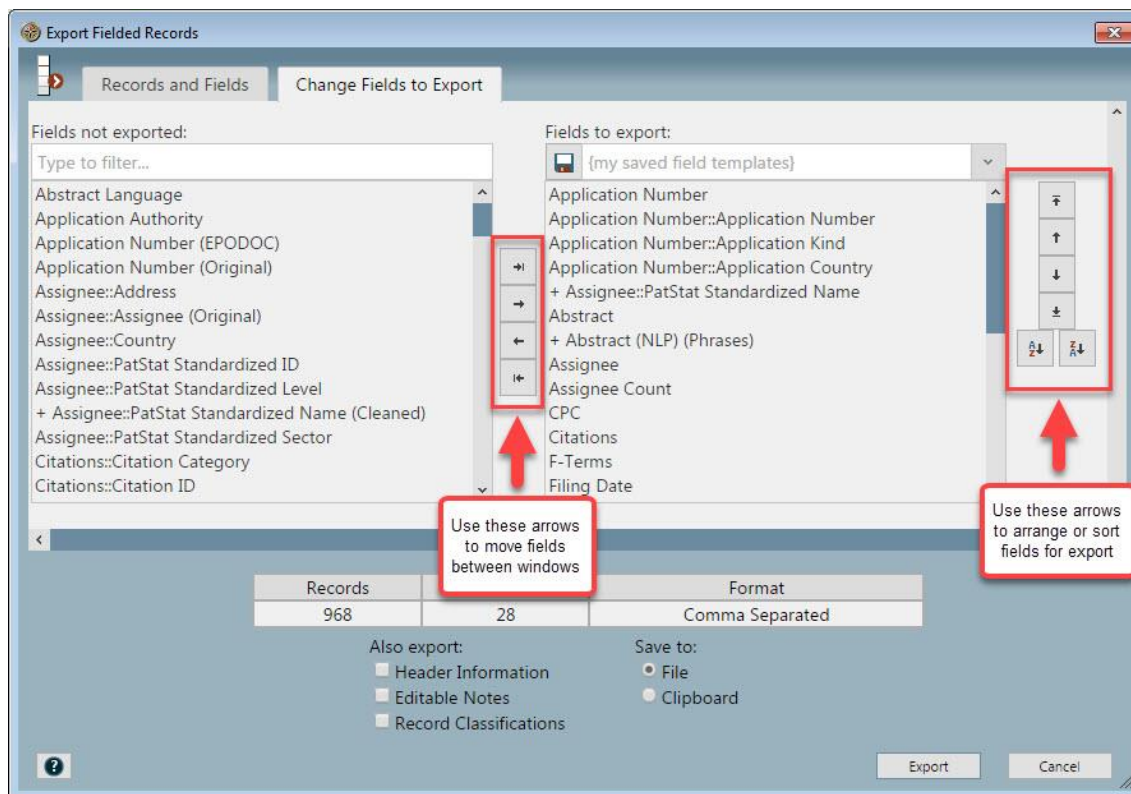 Export Fielded Records
Records and Fields
Change Fields to Export
Fields not exported:
Type to filter...
Abstract Language
Application Authority
Application Number (EPODOC)
Application Number (Original)
Assignee::Address
Assignee::Assignee (Original)
Assignee::Country
Assignee::PatStat Standardized ID
Assignee::PatStat Standardized Level
+ Assignee::PatStat Standardized Name (Cleaned)
Assignee::PatStat Standardized Sector
Citations::Citation Category
Citations::Citation ID
Fields to export:
{my saved field templates}
Application Number
Application Number::Application Number
Application Number::Application Kind
Application Number::Application Country
+ Assignee::PatStat Standardized Name
Abstract
+ Abstract (NLP) (Phrases)
Assignee
Assignee Count
CPC
Citations
F-Terms
Filing Date
A
Z
Z
A
Use these arrows
to move fields
between windows
Use these arrows
to arrange or sort
fields for export
Records
Format
968
28
Comma Separated
Also export:
Header Information
Editable Notes
Record Classifications
Save to:
File
Clipboard
?
Export
Cancel